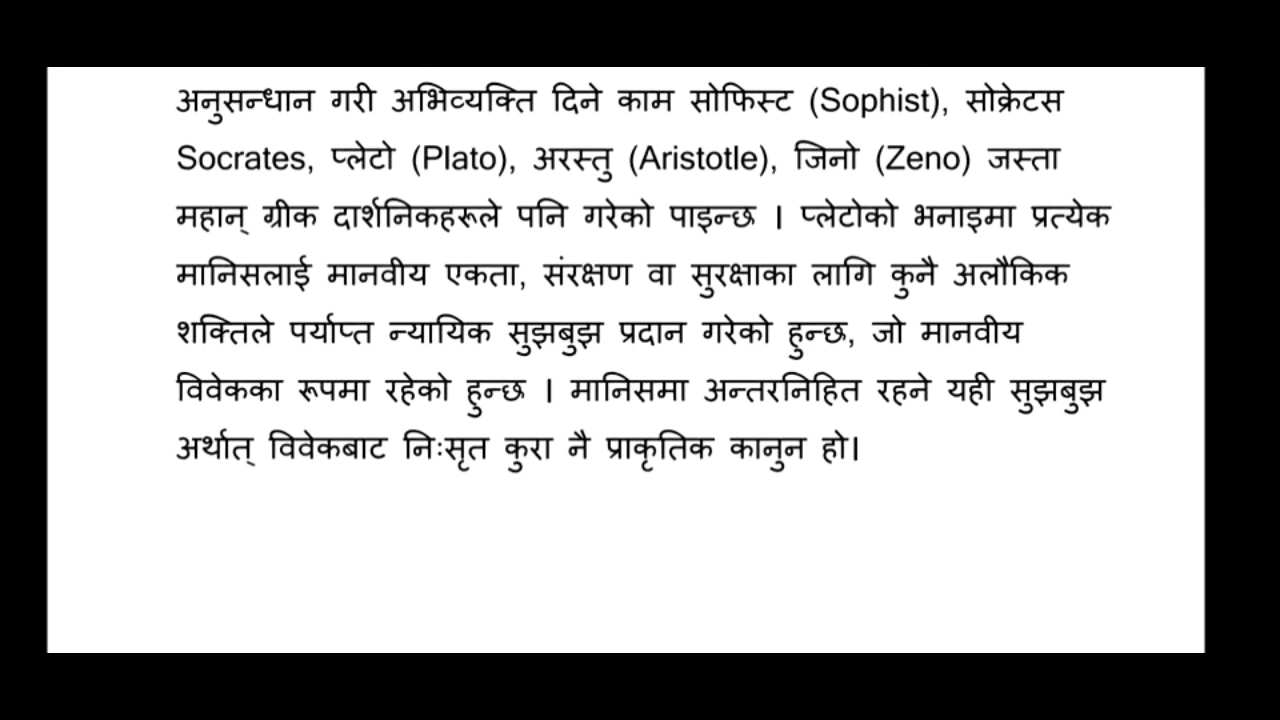 अनुसन्धान गरी अभिव्यक्ति दिने काम सोफिस्ट (Sophist), सोक्रेटस
Socrates, प्लेटो (Plato), अरस्तु (Aristotle), जिनो (Zeno) जस्ता
महान् ग्रीक दार्शनिकहरूले पनि गरेको पाइन्छ । प्लेटोको भनाइमा प्रत्येक
मानिसलाई मानवीय एकता, संरक्षण वा सुरक्षाका लागि कुनै अलौकिक
शक्तिले पर्याप्त न्यायिक सुझबुझ प्रदान गरेको हुन्छ, जो मानवीय
विवेकका रूपमा रहेको हुन्छ । मानिसमा अन्तरनिहित रहने यही सुझबुझ
अर्थात् विवेकबाट निःसृत कुरा नै प्राकृतिक कानुन हो।